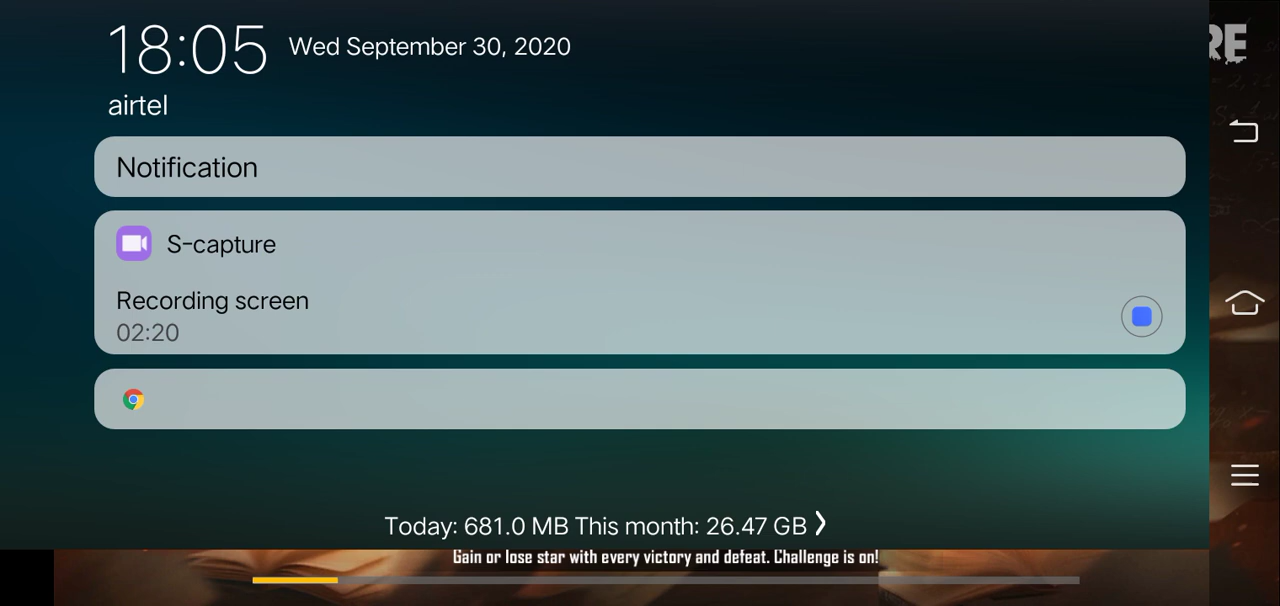 18:05 Wed September 30, 2020
RE
airtel
Notification
S-capture
Recording screen
02:20
Today: 681.0 MB This month: 26.47 GB
Gain or lose star with every victory and defeat. Challenge is on!